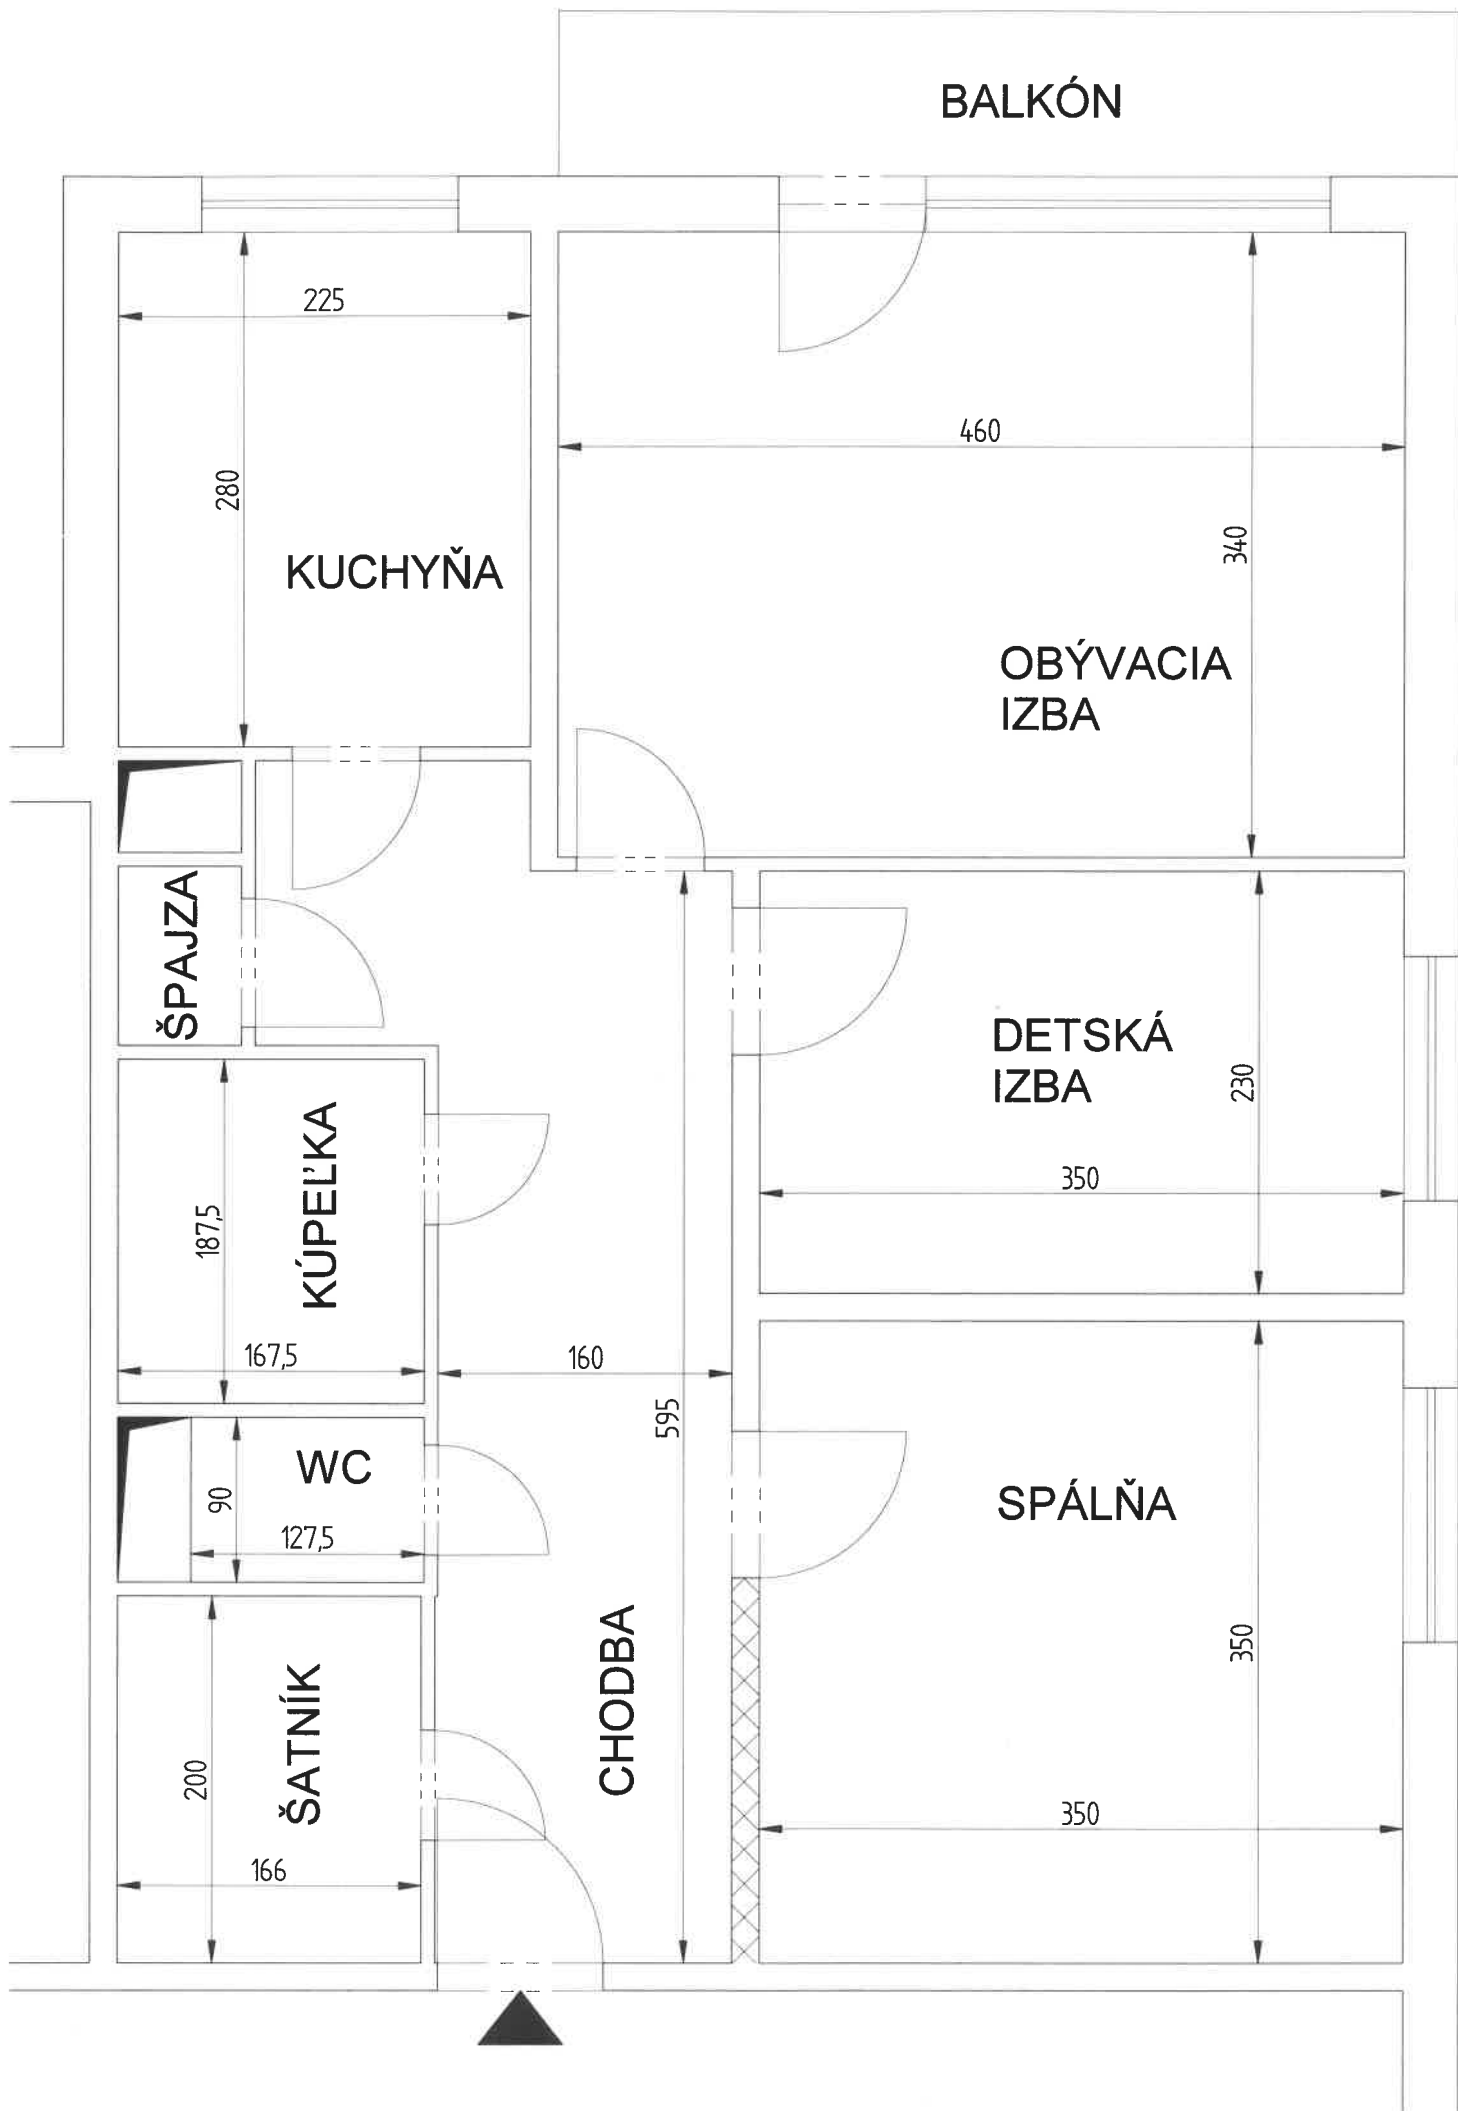 BALKÓN
225
460
280
340
KUCHYŇA
OBÝVACIA
IZBA
ŠPAJZA
DETSKÁ
IZBA
230
350
KÚPEĽKA
187,5
167,5
160
595
WC
90
127,5
SPÁLŇA
350
CHODBA
ŠATNÍK
200
166
350